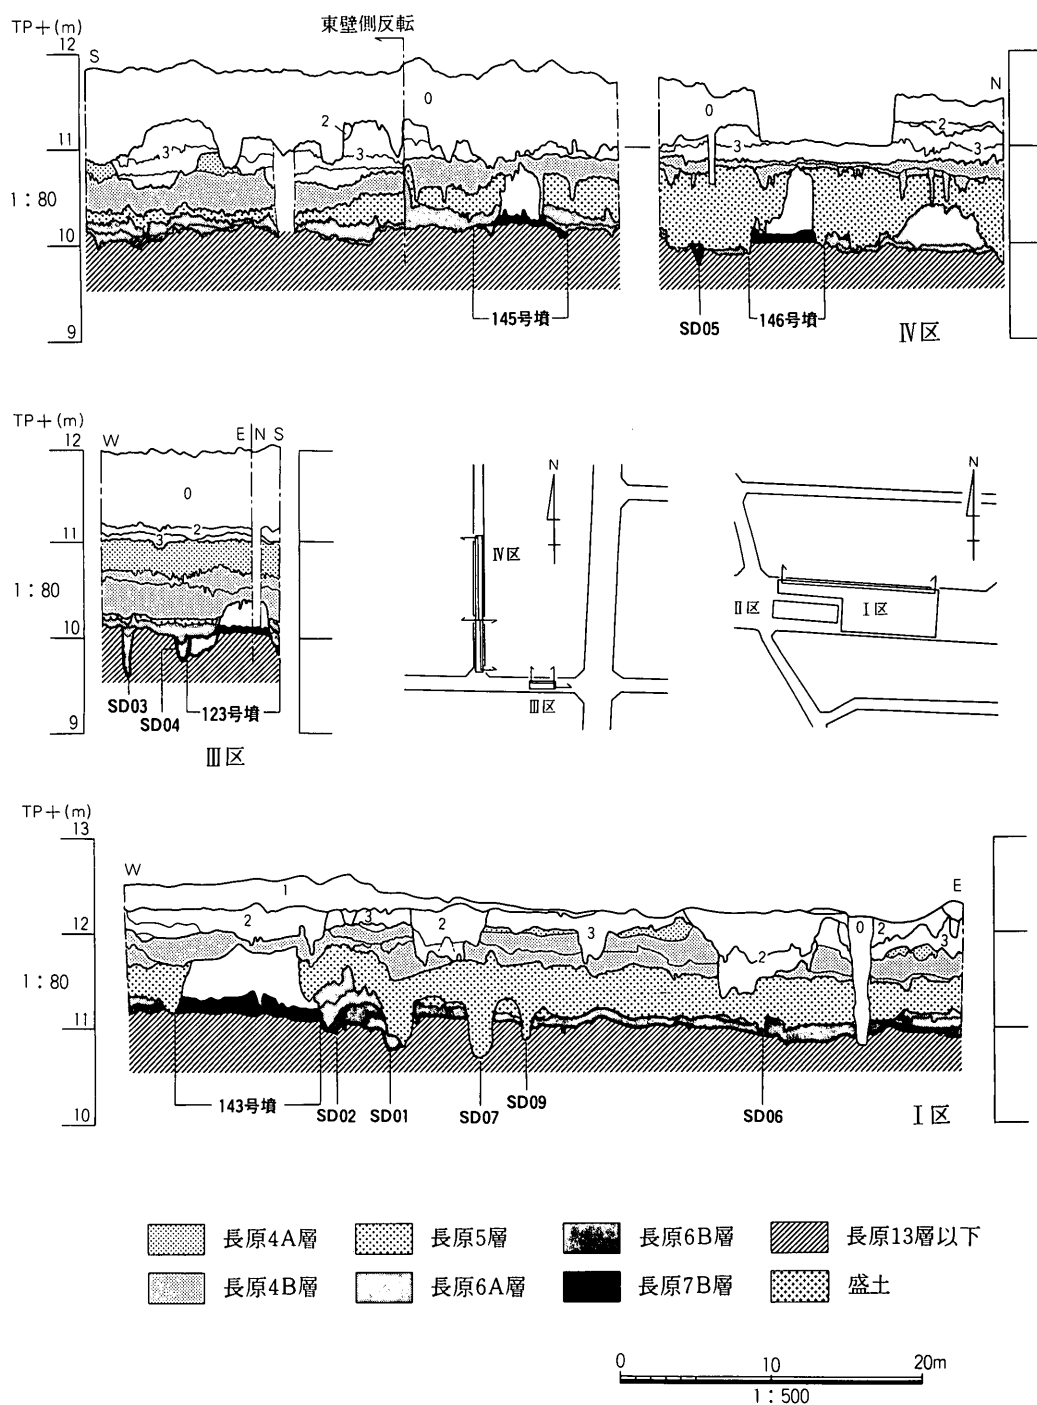 TP+(m)
東壁側反転
12
S
0
2
3
3
11
1:80
10
9
145号墳
N
0
2
3
3
SD05
146号墳
Ⅳ区
TP+(m)
12
W
E
N
S
0
2
3
11
1:80
10
9
SD03
SD04
123号墳
Ⅲ区
N
Ⅳ区
Ⅲ区
N
Ⅱ区
Ⅰ区
TP+(m)
13
W
E
1
2
3
2
3
2
0
2
3
12
1:80
11
10
143号墳
SD02
SD01
SD07
SD09
SD06
Ⅰ区
長原4A層
長原5層
長原6B層
長原13層以下
長原4B層
長原6A層
長原7B層
盛土
0
10
20m
1:500